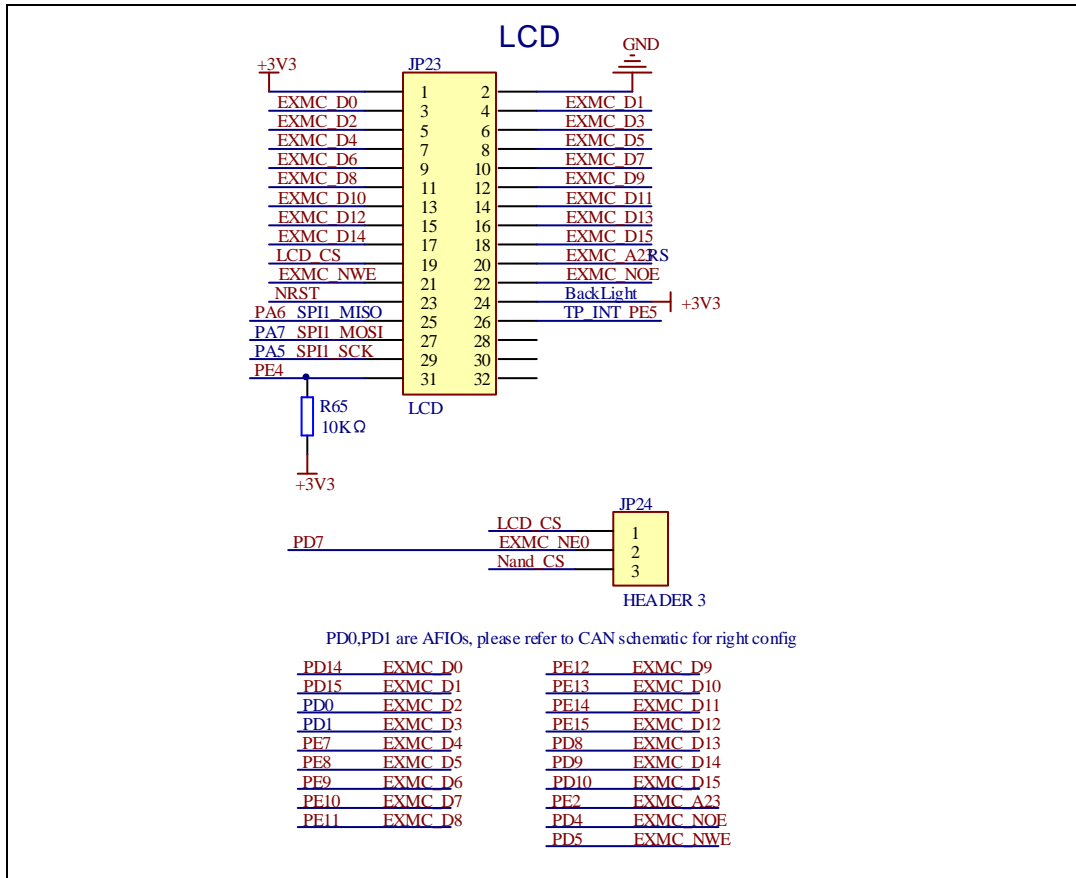 LCD
GND
+3V3 JP23
1 2
EXMC_D0 3 4 EXMC_D1
EXMC_D2 5 6 EXMC_D3
EXMC_D4 7 8 EXMC_D5
EXMC_D6 9 10 EXMC_D7
EXMC_D8 11 12 EXMC_D9
EXMC_D10 13 14 EXMC_D11
EXMC_D12 15 16 EXMC_D13
EXMC_D14 17 18 EXMC_D15
LCD_CS 19 20 EXMC_A23 RS
EXMC_NWE 21 22 EXMC_NOE
NRST 23 24 BackLight +3V3
PA6 SPI1_MISO 25 26 TP_INT PE5
PA7 SPI1_MOSI 27 28
PA5 SPI1_SCK 29 30
PE4 31 32
LCD
R65
10KΩ
+3V3
JP24
LCD_CS 1
PD7 EXMC_NE0 2
Nand_CS 3
HEADER 3
PD0,PD1 are AFIOs, please refer to CAN schematic for right config
PD14 EXMC_D0
PD15 EXMC_D1
PD0 EXMC_D2
PD1 EXMC_D3
PE7 EXMC_D4
PE8 EXMC_D5
PE9 EXMC_D6
PE10 EXMC_D7
PE11 EXMC_D8
PE12 EXMC_D9
PE13 EXMC_D10
PE14 EXMC_D11
PE15 EXMC_D12
PD8 EXMC_D13
PD9 EXMC_D14
PD10 EXMC_D15
PE2 EXMC_A23
PD4 EXMC_NOE
PD5 EXMC_NWE